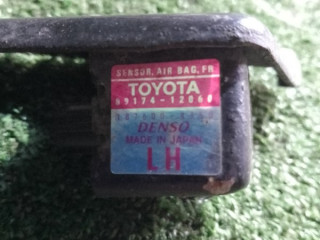 SENSOR, AIR BAG, FR
TOYOTA
89174-12060
DENSO
MADE IN JAPAN
LH